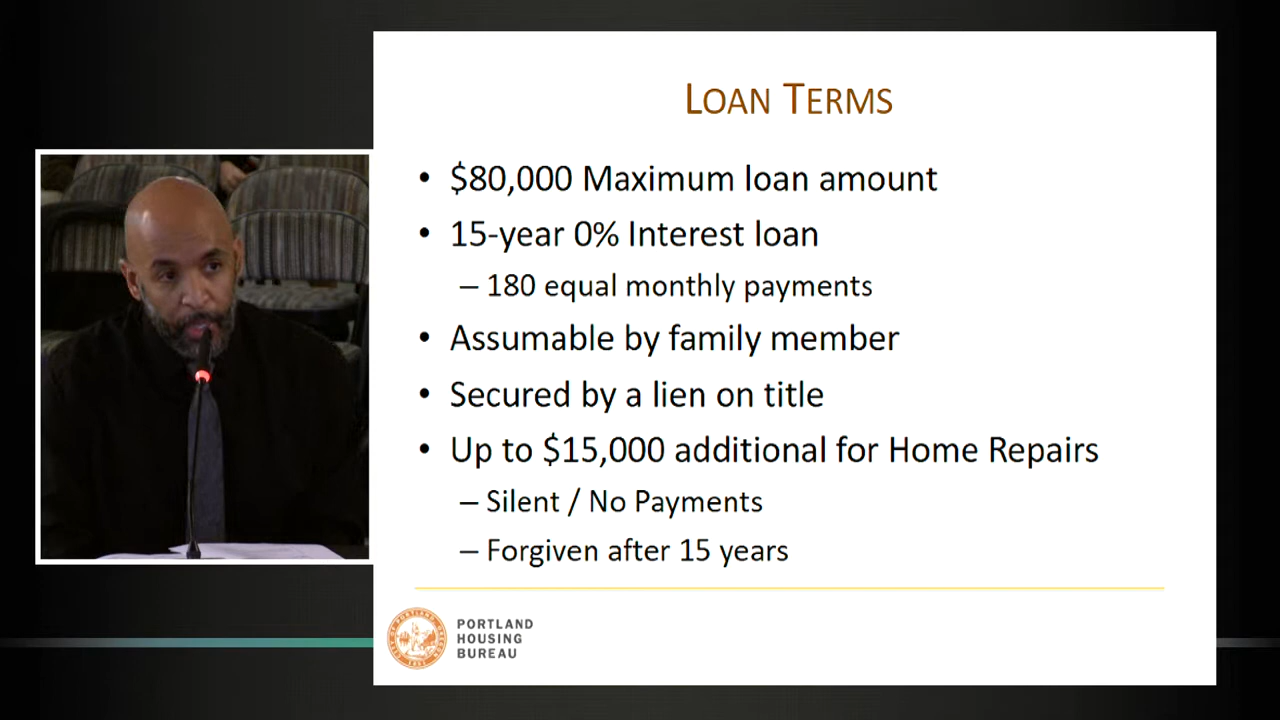 LOAN TERMS
• $80,000 Maximum loan amount
• 15-year 0% Interest loan
– 180 equal monthly payments
• Assumable by family member
• Secured by a lien on title
• Up to $15,000 additional for Home Repairs
– Silent / No Payments
– Forgiven after 15 years
PORTLAND
HOUSING
BUREAU